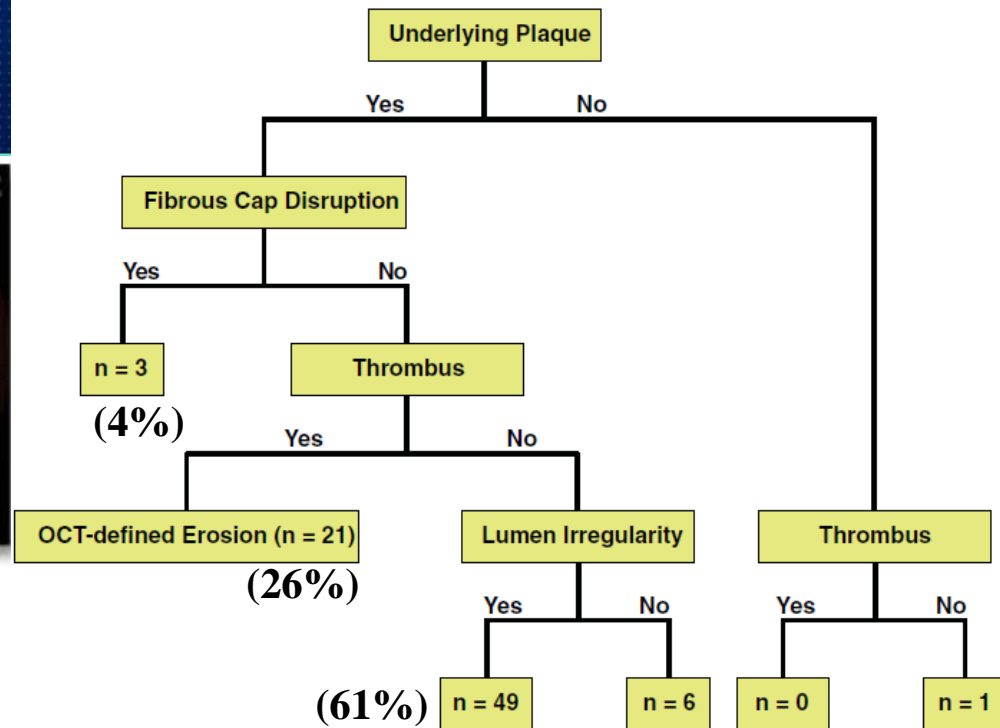 Underlying Plaque
Yes No
Fibrous Cap Disruption
Yes No
n = 3 Thrombus
(4%)
Yes No
OCT-defined Erosion (n = 21) Lumen Irregularity Thrombus
(26%)
Yes No Yes No
(61%) n = 49 n = 6 n = 0 n = 1